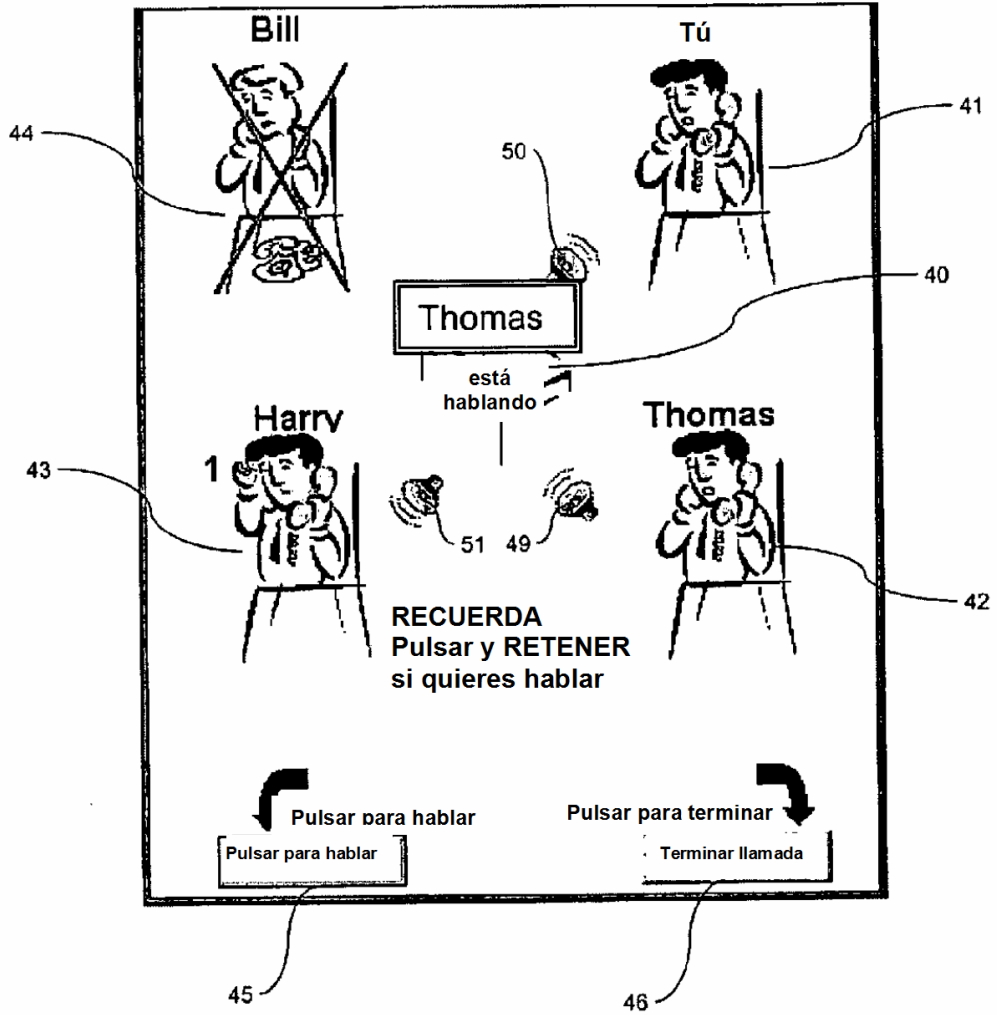 Bill
Tú
44
50
41
40
Thomas
está
hablando
Harry
Thomas
1
43
51
49
42
RECUERDA
Pulsar y RETENER
si quieres hablar
Pulsar para hablar
Pulsar para terminar
Pulsar para hablar
Terminar llamada
45
46